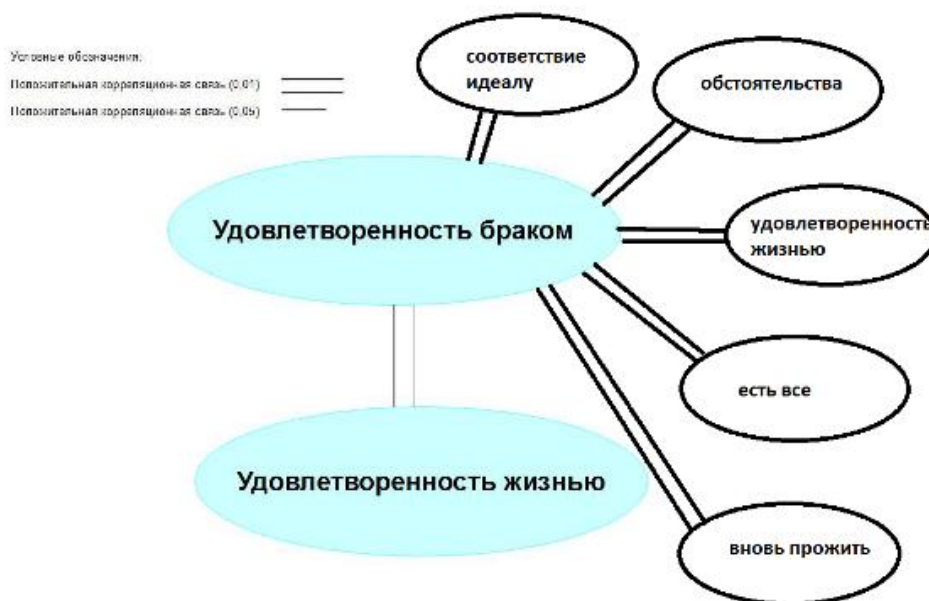 Условные обозначения:
Положительная корреляционная связь (0,01)
Положительная корреляционная связь (0,05)
соответствие
идеалу
обстоятельства
Удовлетворенность браком
удовлетворенность
жизнью
есть все
Удовлетворенность жизнью
вновь прожить